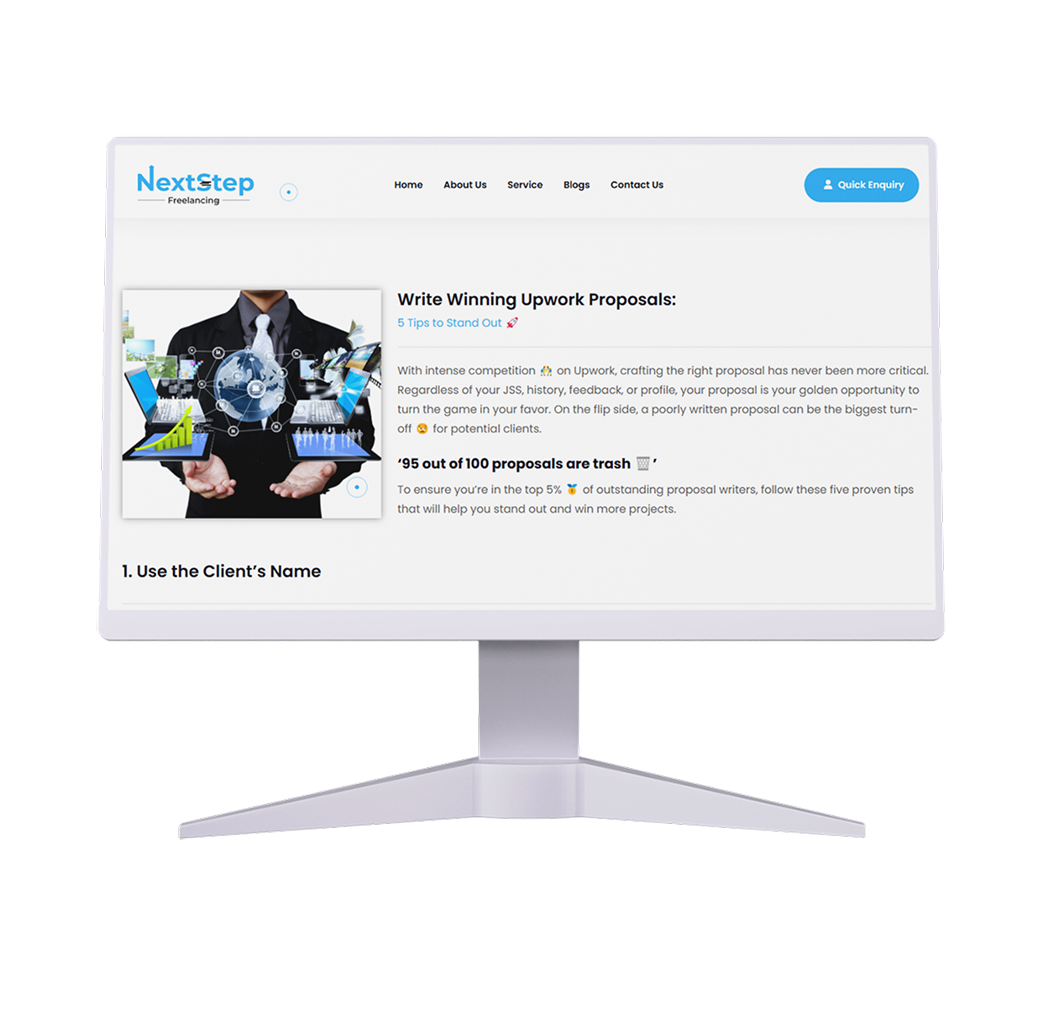 NextStep
Freelancing
Home
About Us
Service
Blogs
Contact Us
Quick Enquiry
Write Winning Upwork Proposals:
5 Tips to Stand Out 🚀
With intense competition 🙌 on Upwork, crafting the right proposal has never been more critical.
Regardless of your JSS, history, feedback, or profile, your proposal is your golden opportunity to
turn the game in your favor. On the flip side, a poorly written proposal can be the biggest turn-
off 😩 for potential clients.
‘95 out of 100 proposals are trash 🗑️ ’
To ensure you’re in the top 5% 🏅 of outstanding proposal writers, follow these five proven tips
that will help you stand out and win more projects.
1. Use the Client’s Name